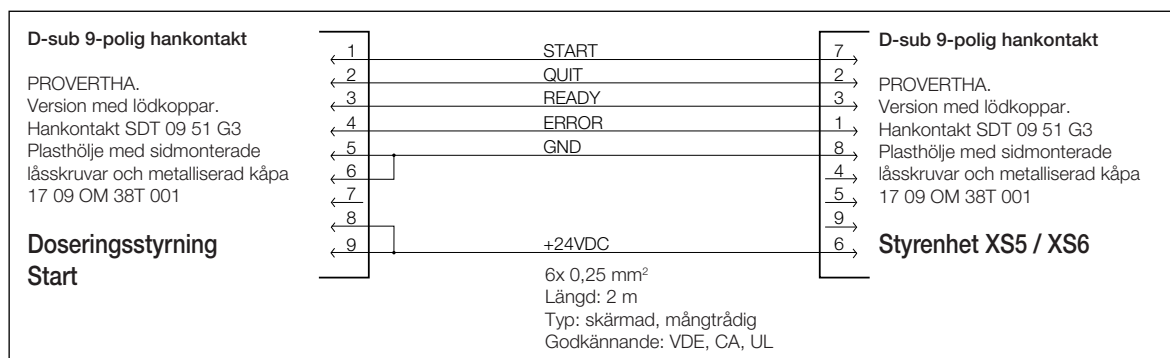 D-sub 9-polig hankontakt
PROVERTHA.
Version med lödkoppar.
Hankontakt SDT 09 51 G3
Plasthölje med sidmonterade
låsskruvar och metalliserad kåpa
17 09 OM 38T 001
Doseringsstyrning
Start
1 START 7
2 QUIT 2
3 READY 3
4 ERROR 1
5 GND 8
6 4
7 5
8 9
9 +24VDC 6
6x 0,25 mm²
Längd: 2 m
Typ: skärmad, mångtrådig
Godkännande: VDE, CA, UL
D-sub 9-polig hankontakt
PROVERTHA.
Version med lödkoppar.
Hankontakt SDT 09 51 G3
Plasthölje med sidmonterade
låsskruvar och metalliserad kåpa
17 09 OM 38T 001
Styrenhet XS5 / XS6